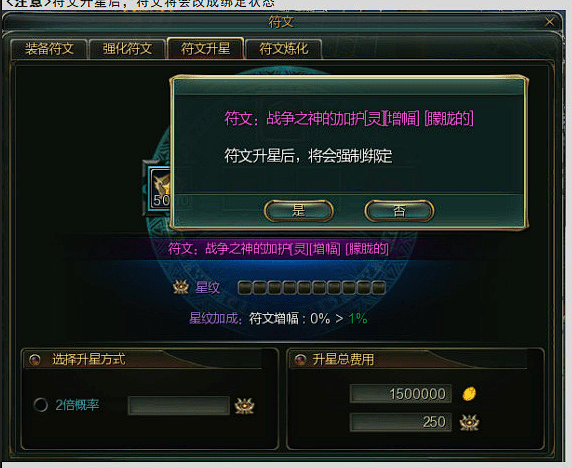 <注意>符文升星后，符文将会改成绑定状态
符文
装备符文 强化符文 符文升星 符文炼化
符文：战争之神的加护[灵][增幅] [朦胧的]
符文升星后，将会强制绑定
是 否
符文：战争之神的加护[灵][增幅] [朦胧的]
星纹
星纹加成：符文增幅：0% > 1%
选择升星方式
2倍概率
升星总费用
1500000
250